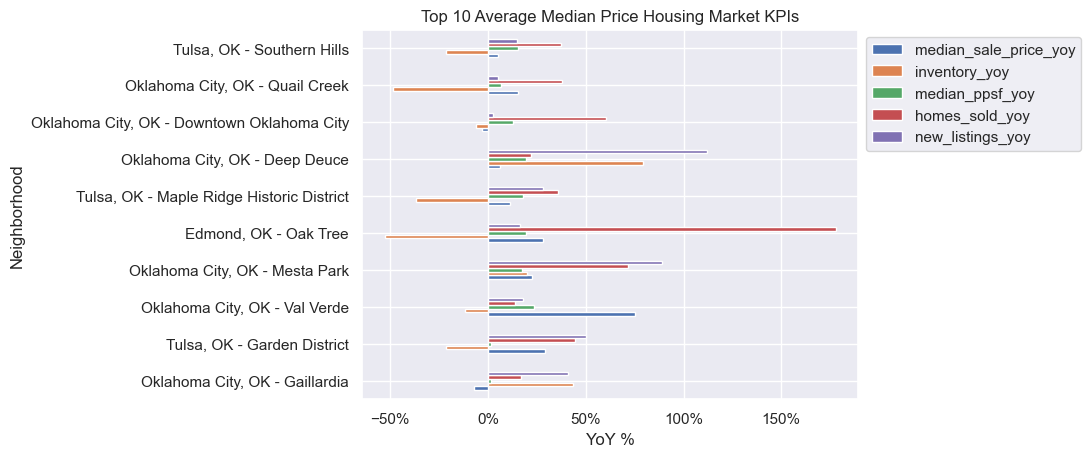 Top 10 Average Median Price Housing Market KPIs
Tulsa, OK - Southern Hills
Oklahoma City, OK - Quail Creek
Oklahoma City, OK - Downtown Oklahoma City
Oklahoma City, OK - Deep Deuce
Tulsa, OK - Maple Ridge Historic District
Edmond, OK - Oak Tree
Oklahoma City, OK - Mesta Park
Oklahoma City, OK - Val Verde
Tulsa, OK - Garden District
Oklahoma City, OK - Gaillardia
Neighborhood
−50% 0% 50% 100% 150%
YoY %
median_sale_price_yoy
inventory_yoy
median_ppsf_yoy
homes_sold_yoy
new_listings_yoy